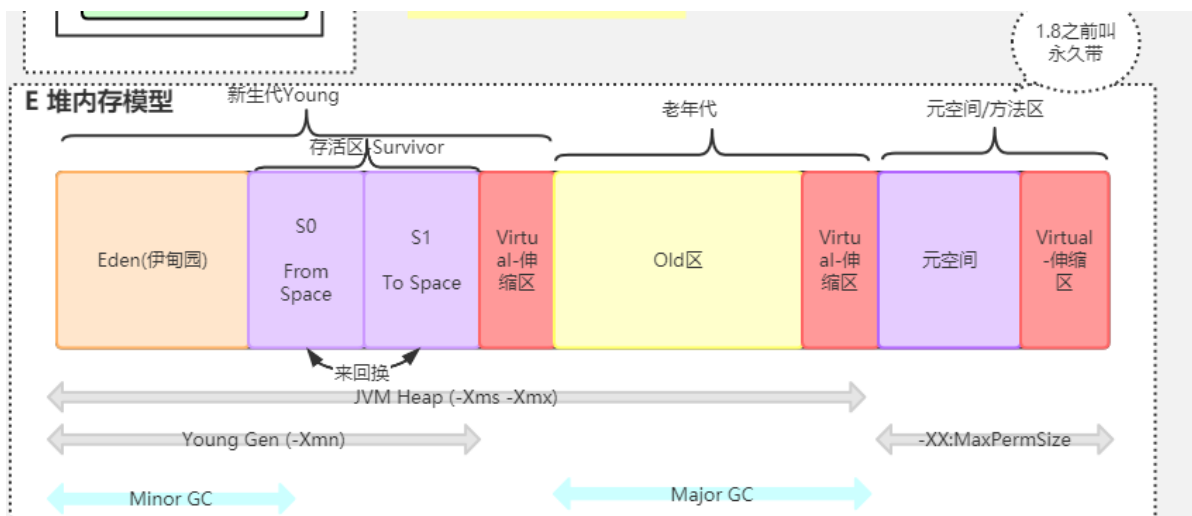 1.8之前叫
永久带
E 堆内存模型
新生代Young
老年代
元空间/方法区
存活区-Survivor
Eden(伊甸园)
S0
From
Space
S1
To Space
Virtu
al-伸
缩区
Old区
Virtu
al-伸
缩区
元空间
Virtual
-伸缩
区
来回换
JVM Heap (-Xms -Xmx)
Young Gen (-Xmn)
-XX:MaxPermSize
Minor GC
Major GC